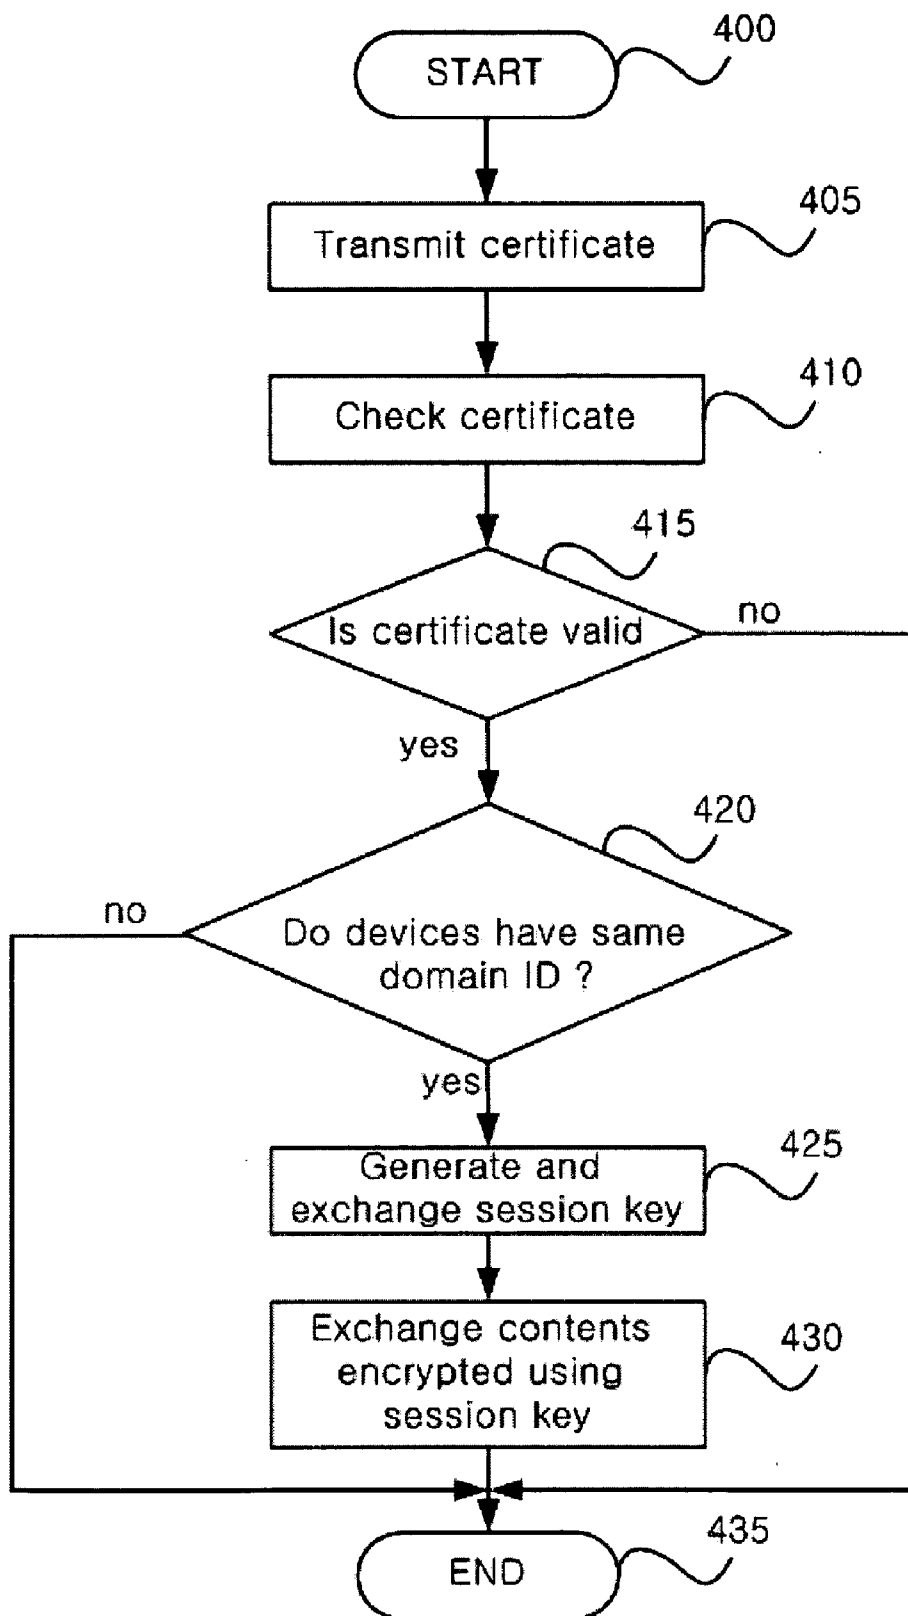 400
START
405
Transmit certificate
410
Check certificate
415
Is certificate valid
no
yes
420
no
Do devices have same
domain ID ?
yes
425
Generate and
exchange session key
430
Exchange contents
encrypted using
session key
435
END